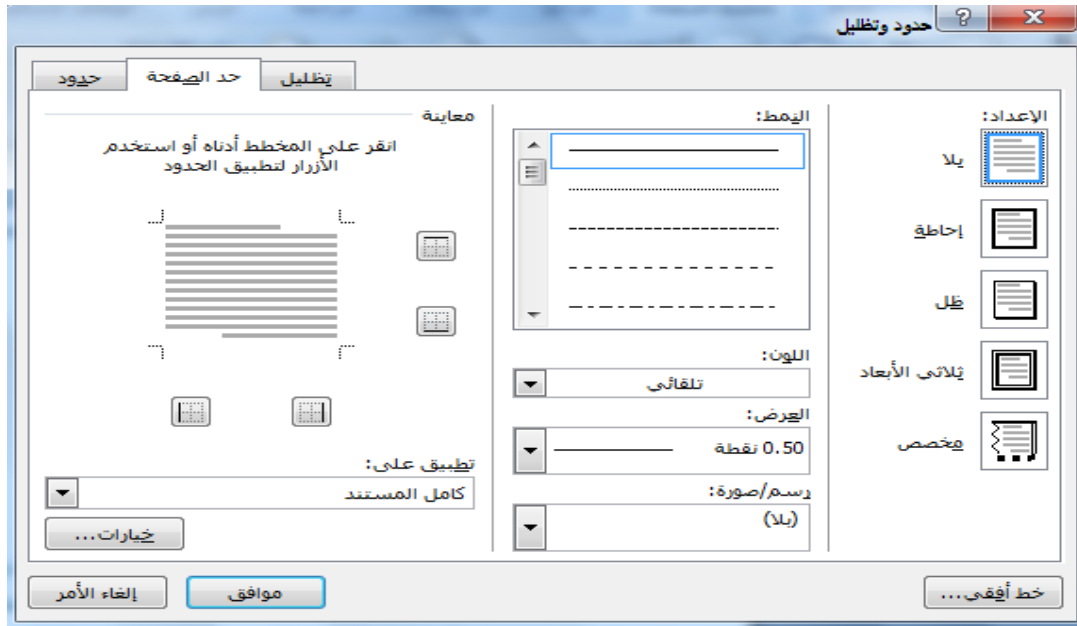 حدود وتظليل
حدود
حد الصفحة
تظليل
الإعداد:
بلا
إحاطة
ظل
ثلاثي الأبعاد
مخصص
النمط:
اللون:
تلقائي
العرض:
0.50 نقطة
رسم/صورة:
(بلا)
معاينة
انقر على المخطط أدناه أو استخدم
الأزرار لتطبيق الحدود
تطبيق على:
كامل المستند
خيارات...
خط أفقي...
موافق
إلغاء الأمر